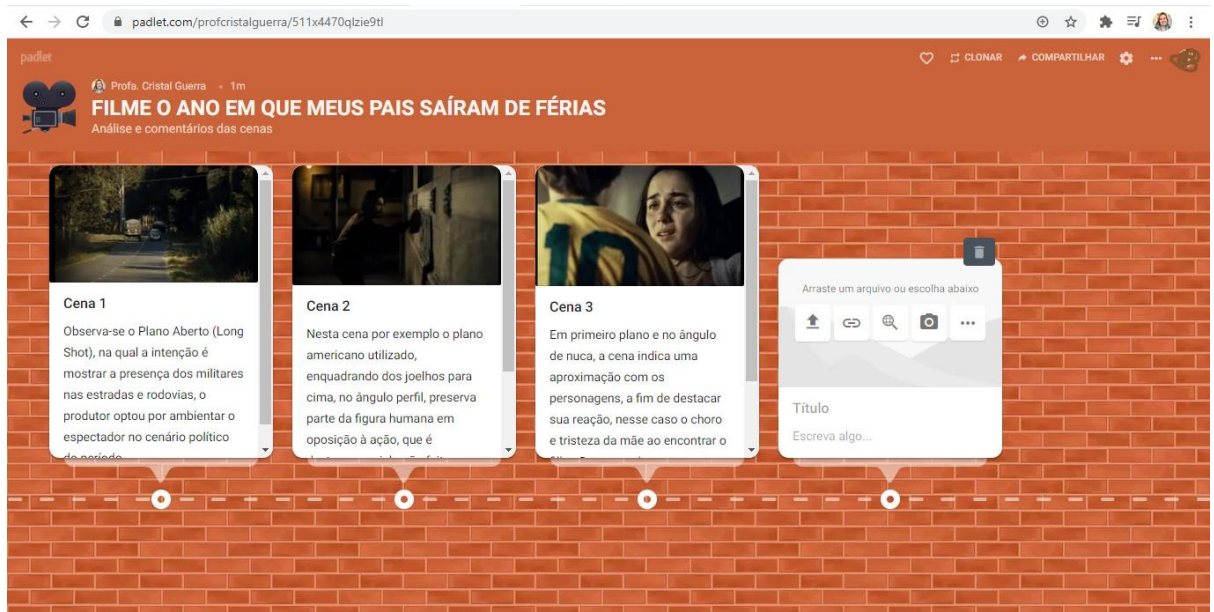 padlet.com/profcristalguerra/511x4470qlzie9tl
padlet
CLONAR
COMPARTILHAR
Profa. Cristal Guerra • 1m
FILME O ANO EM QUE MEUS PAIS SAÍRAM DE FÉRIAS
Análise e comentários das cenas
Cena 1
Observa-se o Plano Aberto (Long
Shot), na qual a intenção é
mostrar a presença dos militares
nas estradas e rodovias, o
produtor optou por ambientar o
espectador no cenário político
do período
Cena 2
Nesta cena por exemplo o plano
americano utilizado,
enquadrando dos joelhos para
cima, no ângulo perfil, preserva
parte da figura humana em
oposição à ação, que é
Cena 3
10
Em primeiro plano e no ângulo
de nuca, a cena indica uma
aproximação com os
personagens, a fim de destacar
sua reação, nesse caso o choro
e tristeza da mãe ao encontrar o
Arraste um arquivo ou escolha abaixo
Título
Escreva algo...